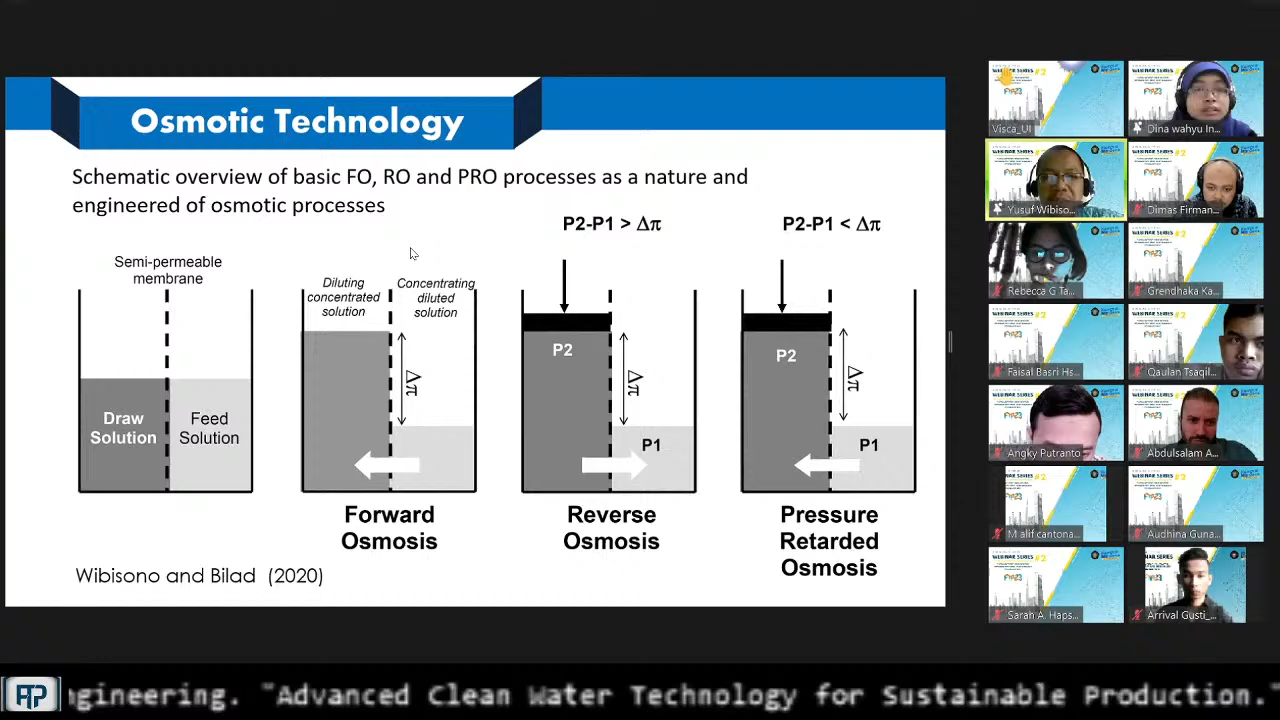 Osmotic Technology
Schematic overview of basic FO, RO and PRO processes as a nature and
engineered of osmotic processes
P2-P1 > Δπ
P2-P1 < Δπ
Semi-permeable
membrane
Diluting
concentrated
solution
Concentrating
diluted
solution
Draw
Solution
Feed
Solution
Δπ
P2
Δπ
P1
P2
Δπ
P1
Forward
Osmosis
Reverse
Osmosis
Pressure
Retarded
Osmosis
Wibisono and Bilad (2020)
WEBINAR SERIES #2
Visca_UI
Dina wahyu In...
Yusuf Wibiso...
Dimas Firman...
Rebecca G Ta...
Grendhaka Ka...
Faisal Basri Hs...
Qaulan Tsaqil...
Angky Putranto
Abdulsalam A...
M alif cantona
Audhina Guna...
Sarah A. Haps...
Arrival Gusti_...
ngineering. "Advanced Clean Water Technology for Sustainable Production."